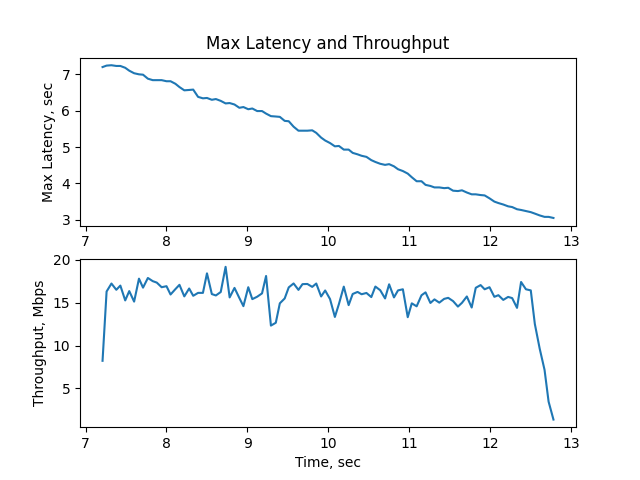 Max Latency and Throughput
7
6
5
4
3
Max Latency, sec
7 8 9 10 11 12 13
20
15
10
5
Throughput, Mbps
7 8 9 10 11 12 13
Time, sec